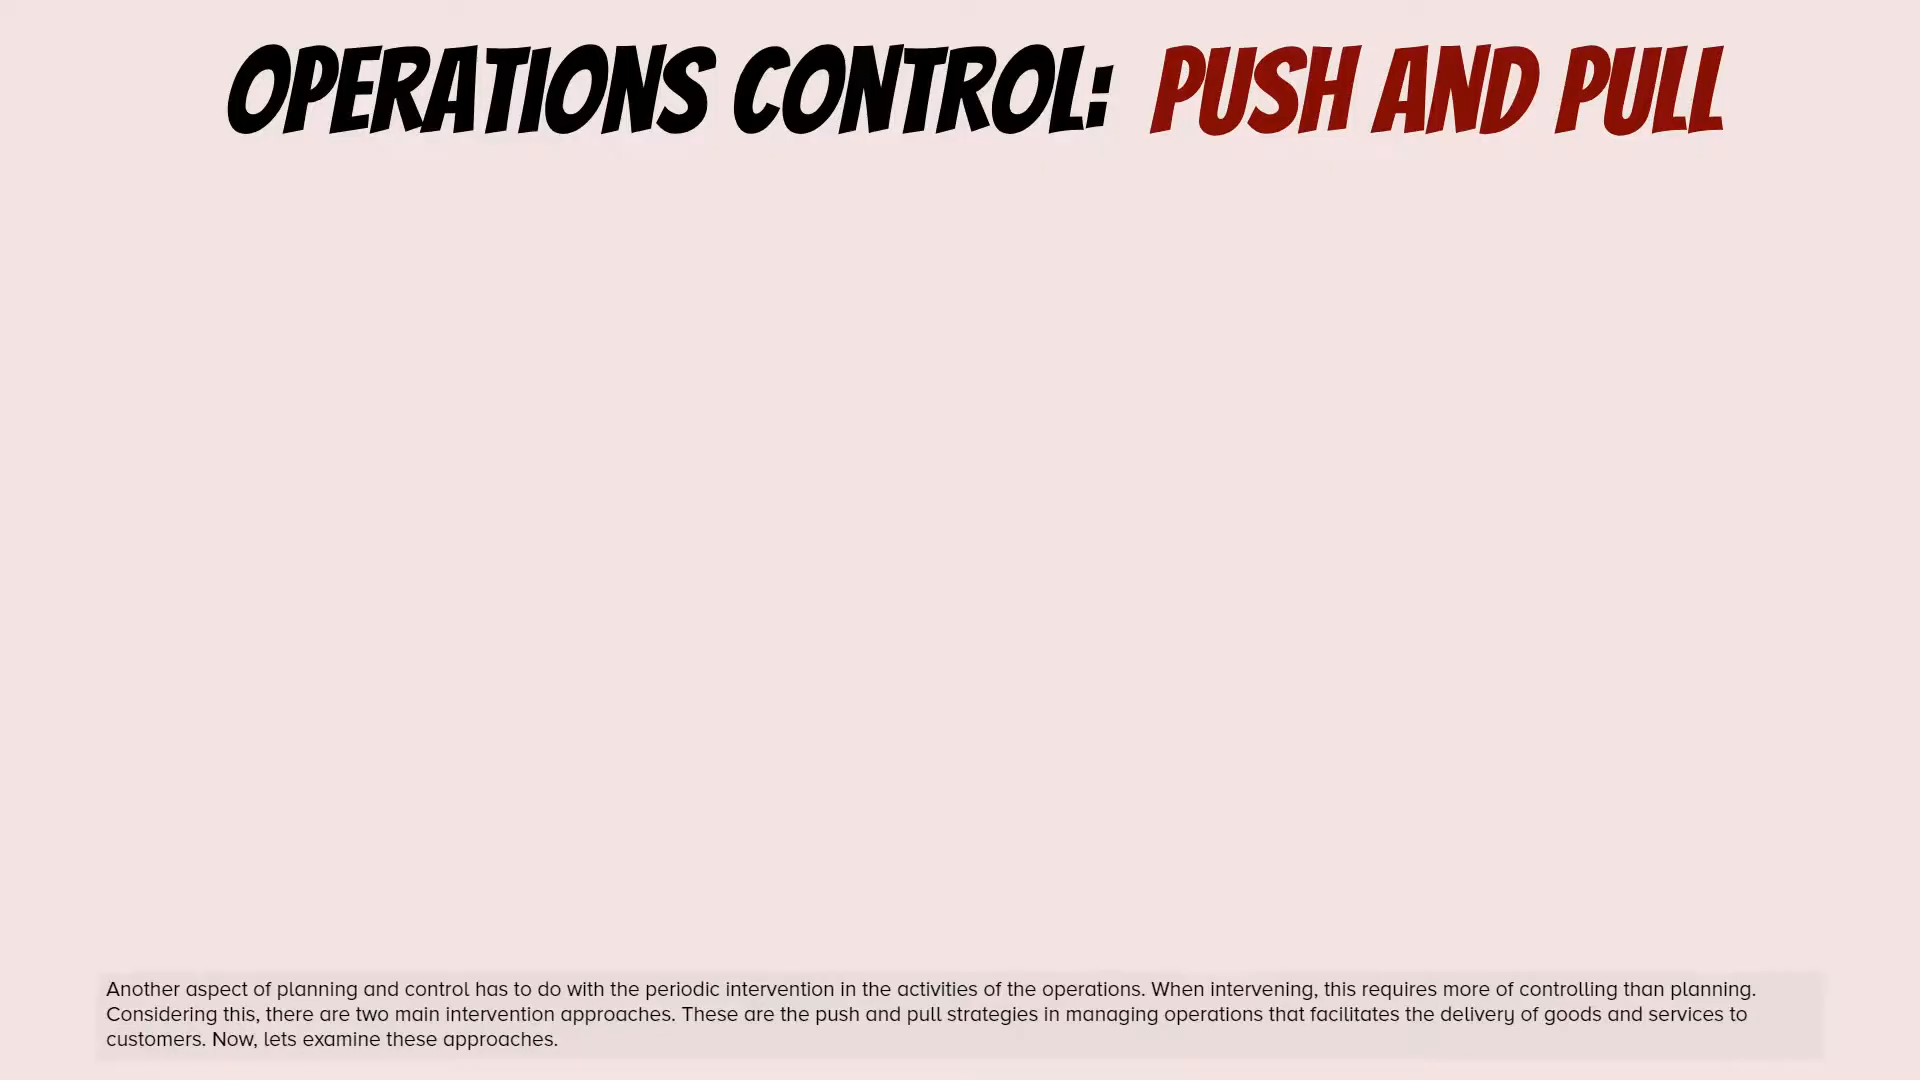 OPERATIONS CONTROL: PUSH AND PULL
Another aspect of planning and control has to do with the periodic intervention in the activities of the operations. When intervening, this requires more of controlling than planning.
Considering this, there are two main intervention approaches. These are the push and pull strategies in managing operations that facilitates the delivery of goods and services to
customers. Now, lets examine these approaches.